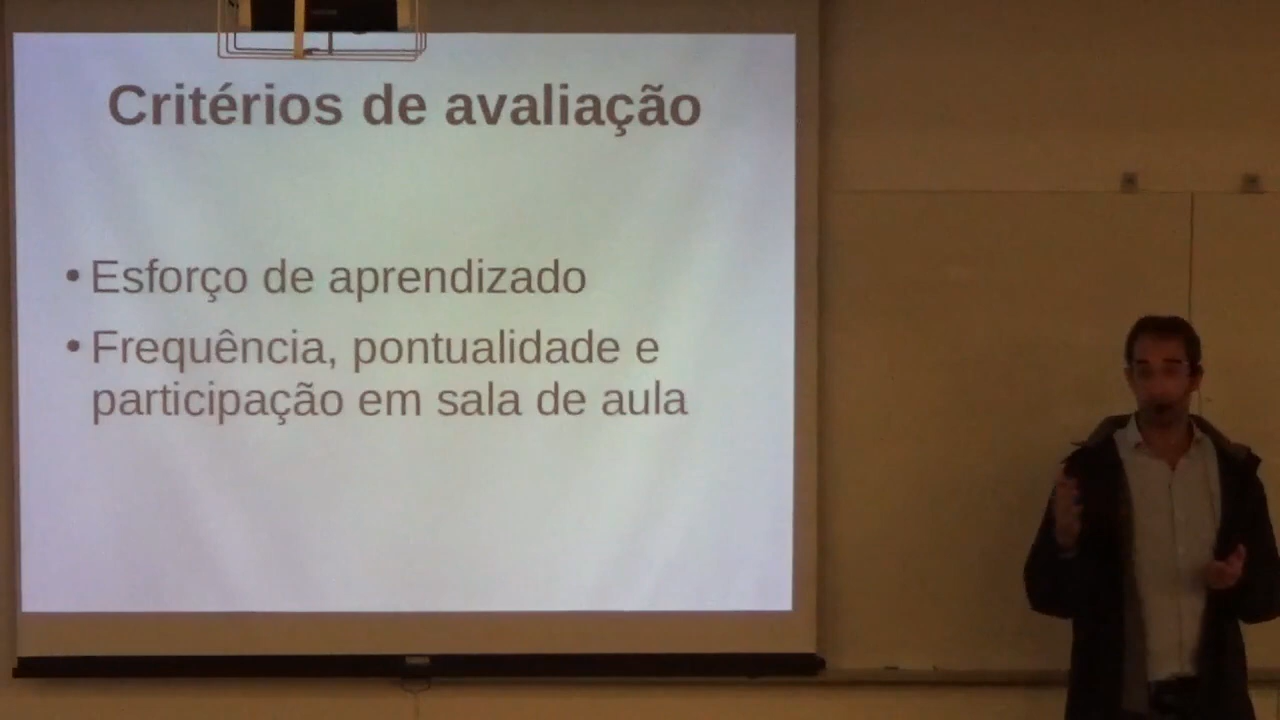 Critérios de avaliação
• Esforço de aprendizado
• Frequência, pontualidade e
participação em sala de aula